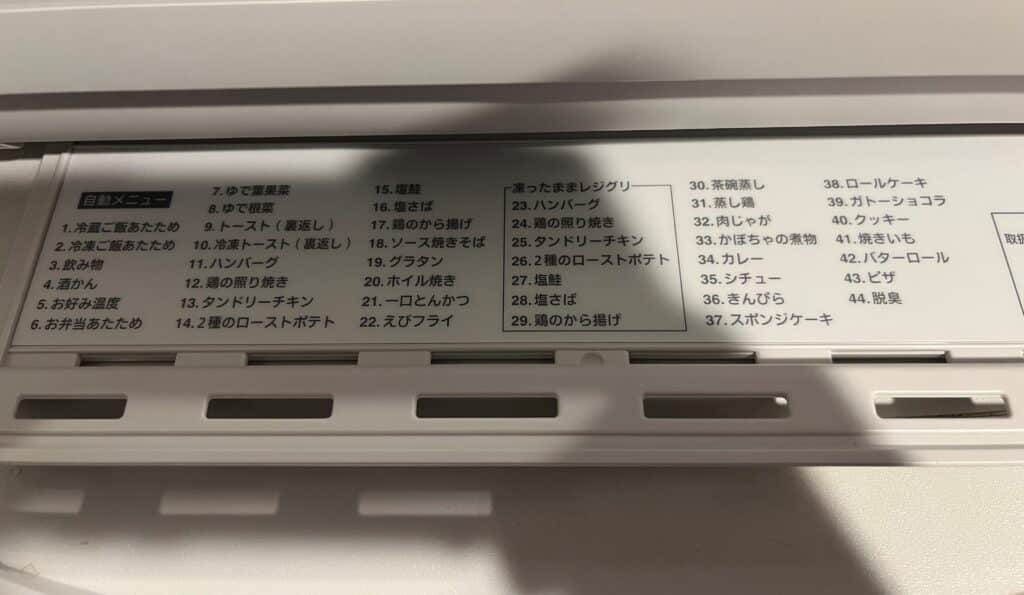 自動メニュー
1. 冷蔵ご飯あたため
2. 冷凍ご飯あたため
3. 飲み物
4. 酒かん
5. お好み温度
6. お弁当あたため
7. ゆで葉果菜
8. ゆで根菜
9. トースト(裏返し)
10. 冷凍トースト(裏返し)
11. ハンバーグ
12. 鶏の照り焼き
13. タンドリーチキン
14. 2種のローストポテト
15. 塩鮭
16. 塩さば
17. 鶏のから揚げ
18. ソース焼きそば
19. グラタン
20. ホイル焼き
21. 一口とんかつ
22. えびフライ
凍ったままレジグリ
23. ハンバーグ
24. 鶏の照り焼き
25. タンドリーチキン
26. 2種のローストポテト
27. 塩鮭
28. 塩さば
29. 鶏のから揚げ
30. 茶碗蒸し
31. 蒸し鶏
32. 肉じゃが
33. かぼちゃの煮物
34. カレー
35. シチュー
36. きんぴら
37. スポンジケーキ
38. ロールケーキ
39. ガトーショコラ
40. クッキー
41. 焼きいも
42. バターロール
43. ピザ
44. 脱臭
取扱